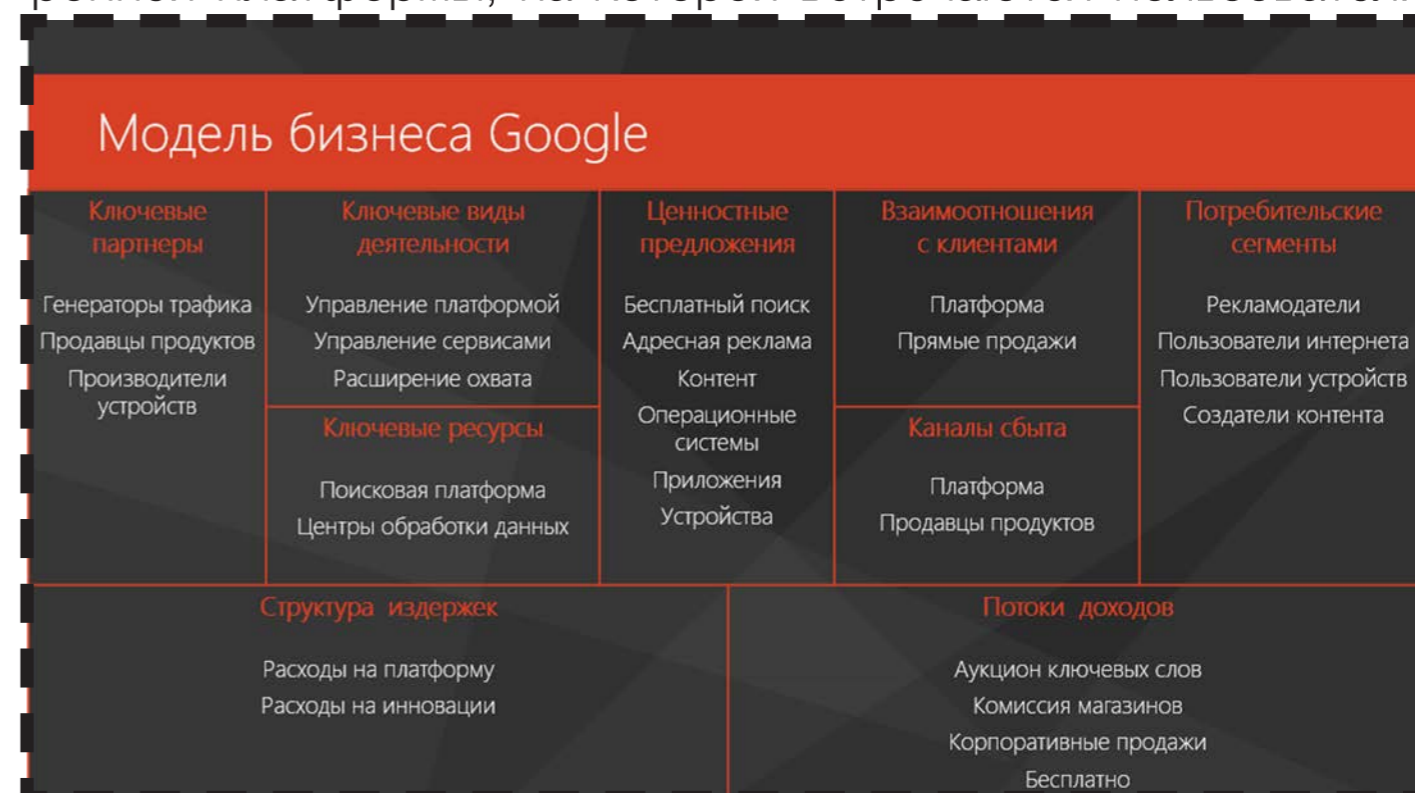 Модель бизнеса Google
Ключевые
партнеры
Генераторы трафика
Продавцы продуктов
Производители
устройств
Ключевые виды
деятельности
Управление платформой
Управление сервисами
Расширение охвата
Ключевые ресурсы
Поисковая платформа
Центры обработки данных
Ценностные
предложения
Бесплатный поиск
Адресная реклама
Контент
Операционные
системы
Приложения
Устройства
Взаимоотношения
с клиентами
Платформа
Прямые продажи
Каналы сбыта
Платформа
Продавцы продуктов
Потребительские
сегменты
Рекламодатели
Пользователи интернета
Пользователи устройств
Создатели контента
Структура издержек
Расходы на платформу
Расходы на инновации
Потоки доходов
Аукцион ключевых слов
Комиссия магазинов
Корпоративные продажи
Бесплатно